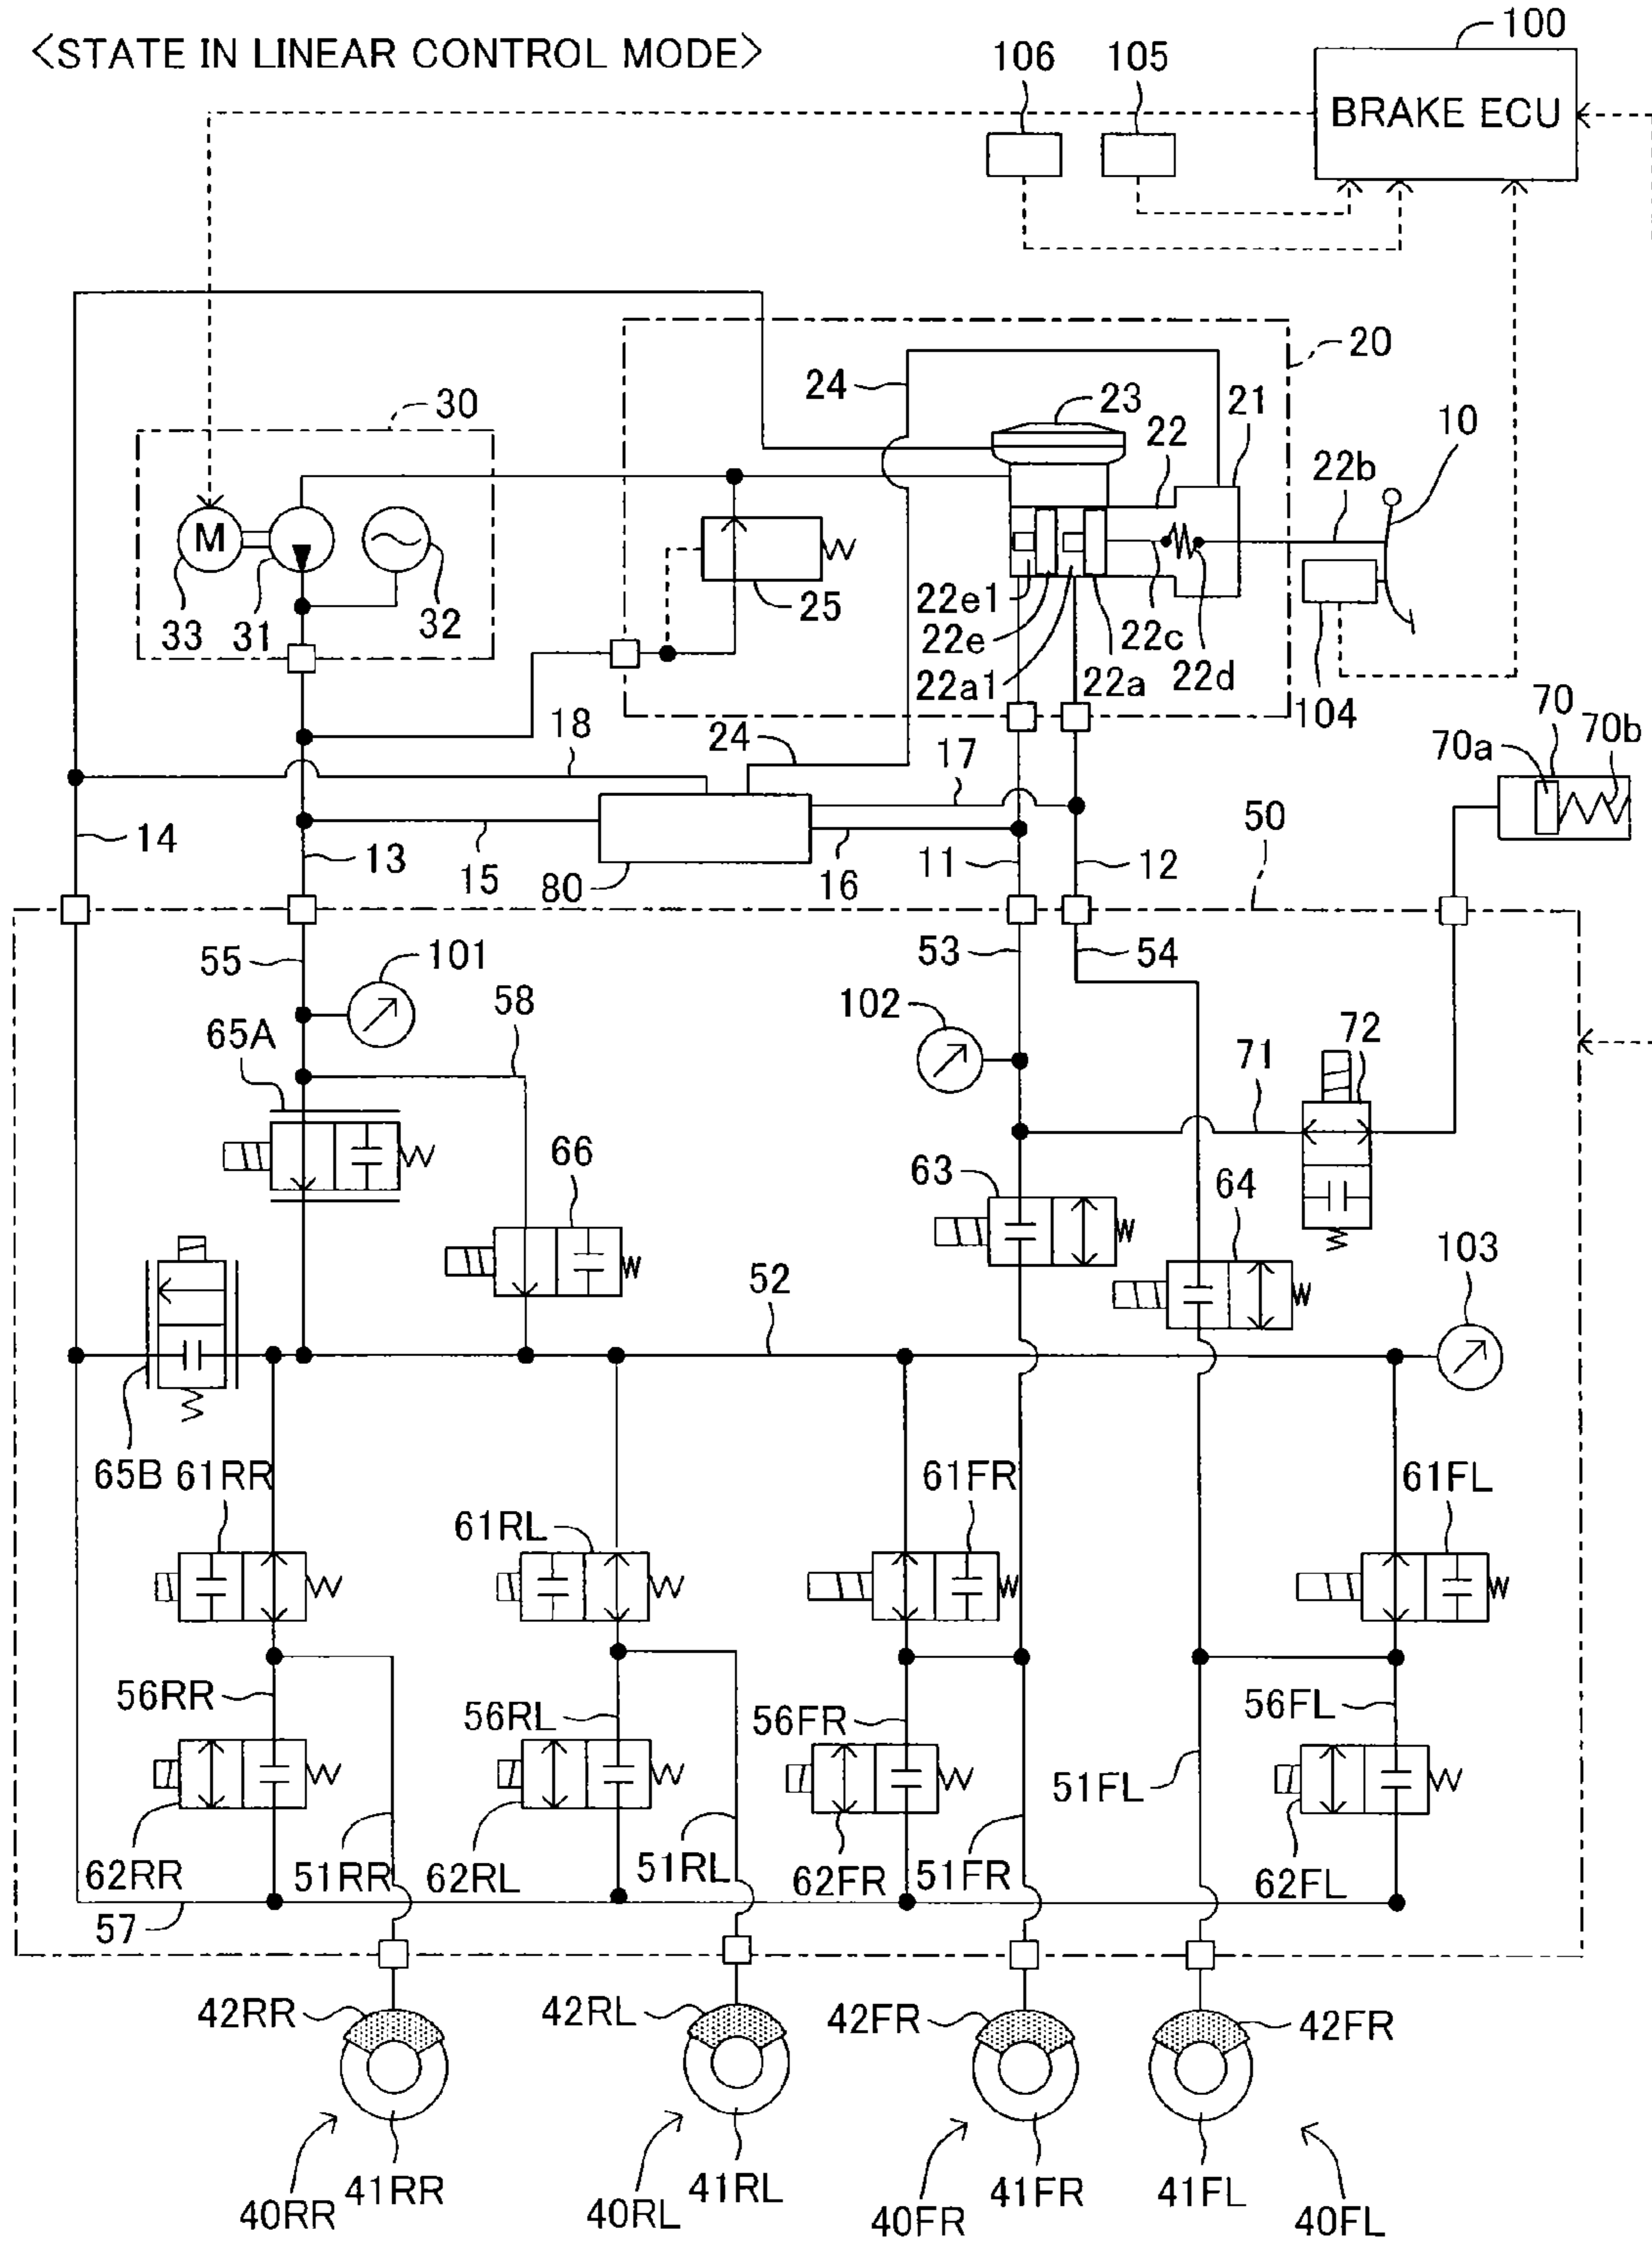 100
<STATE IN LINEAR CONTROL MODE>
106
105
BRAKE ECU
20
24
23
21
30
22
10
22b
M
33
31
32
25
22e1
22e
22c
22a1
22a
22d
104
70
70b
70a
18
24
17
50
14
13
15
80
16
11
12
55
101
53
54
58
102
65A
71
72
66
63
64
103
52
65B
61RR
61FR
61FL
61RL
56RR
56RL
56FR
56FL
51FL
62RR
51RR
62RL
51RL
62FR
51FR
62FL
57
42RR
42RL
42FR
42FR
41RR
41RL
41FR
41FL
40RR
40RL
40FR
40FL